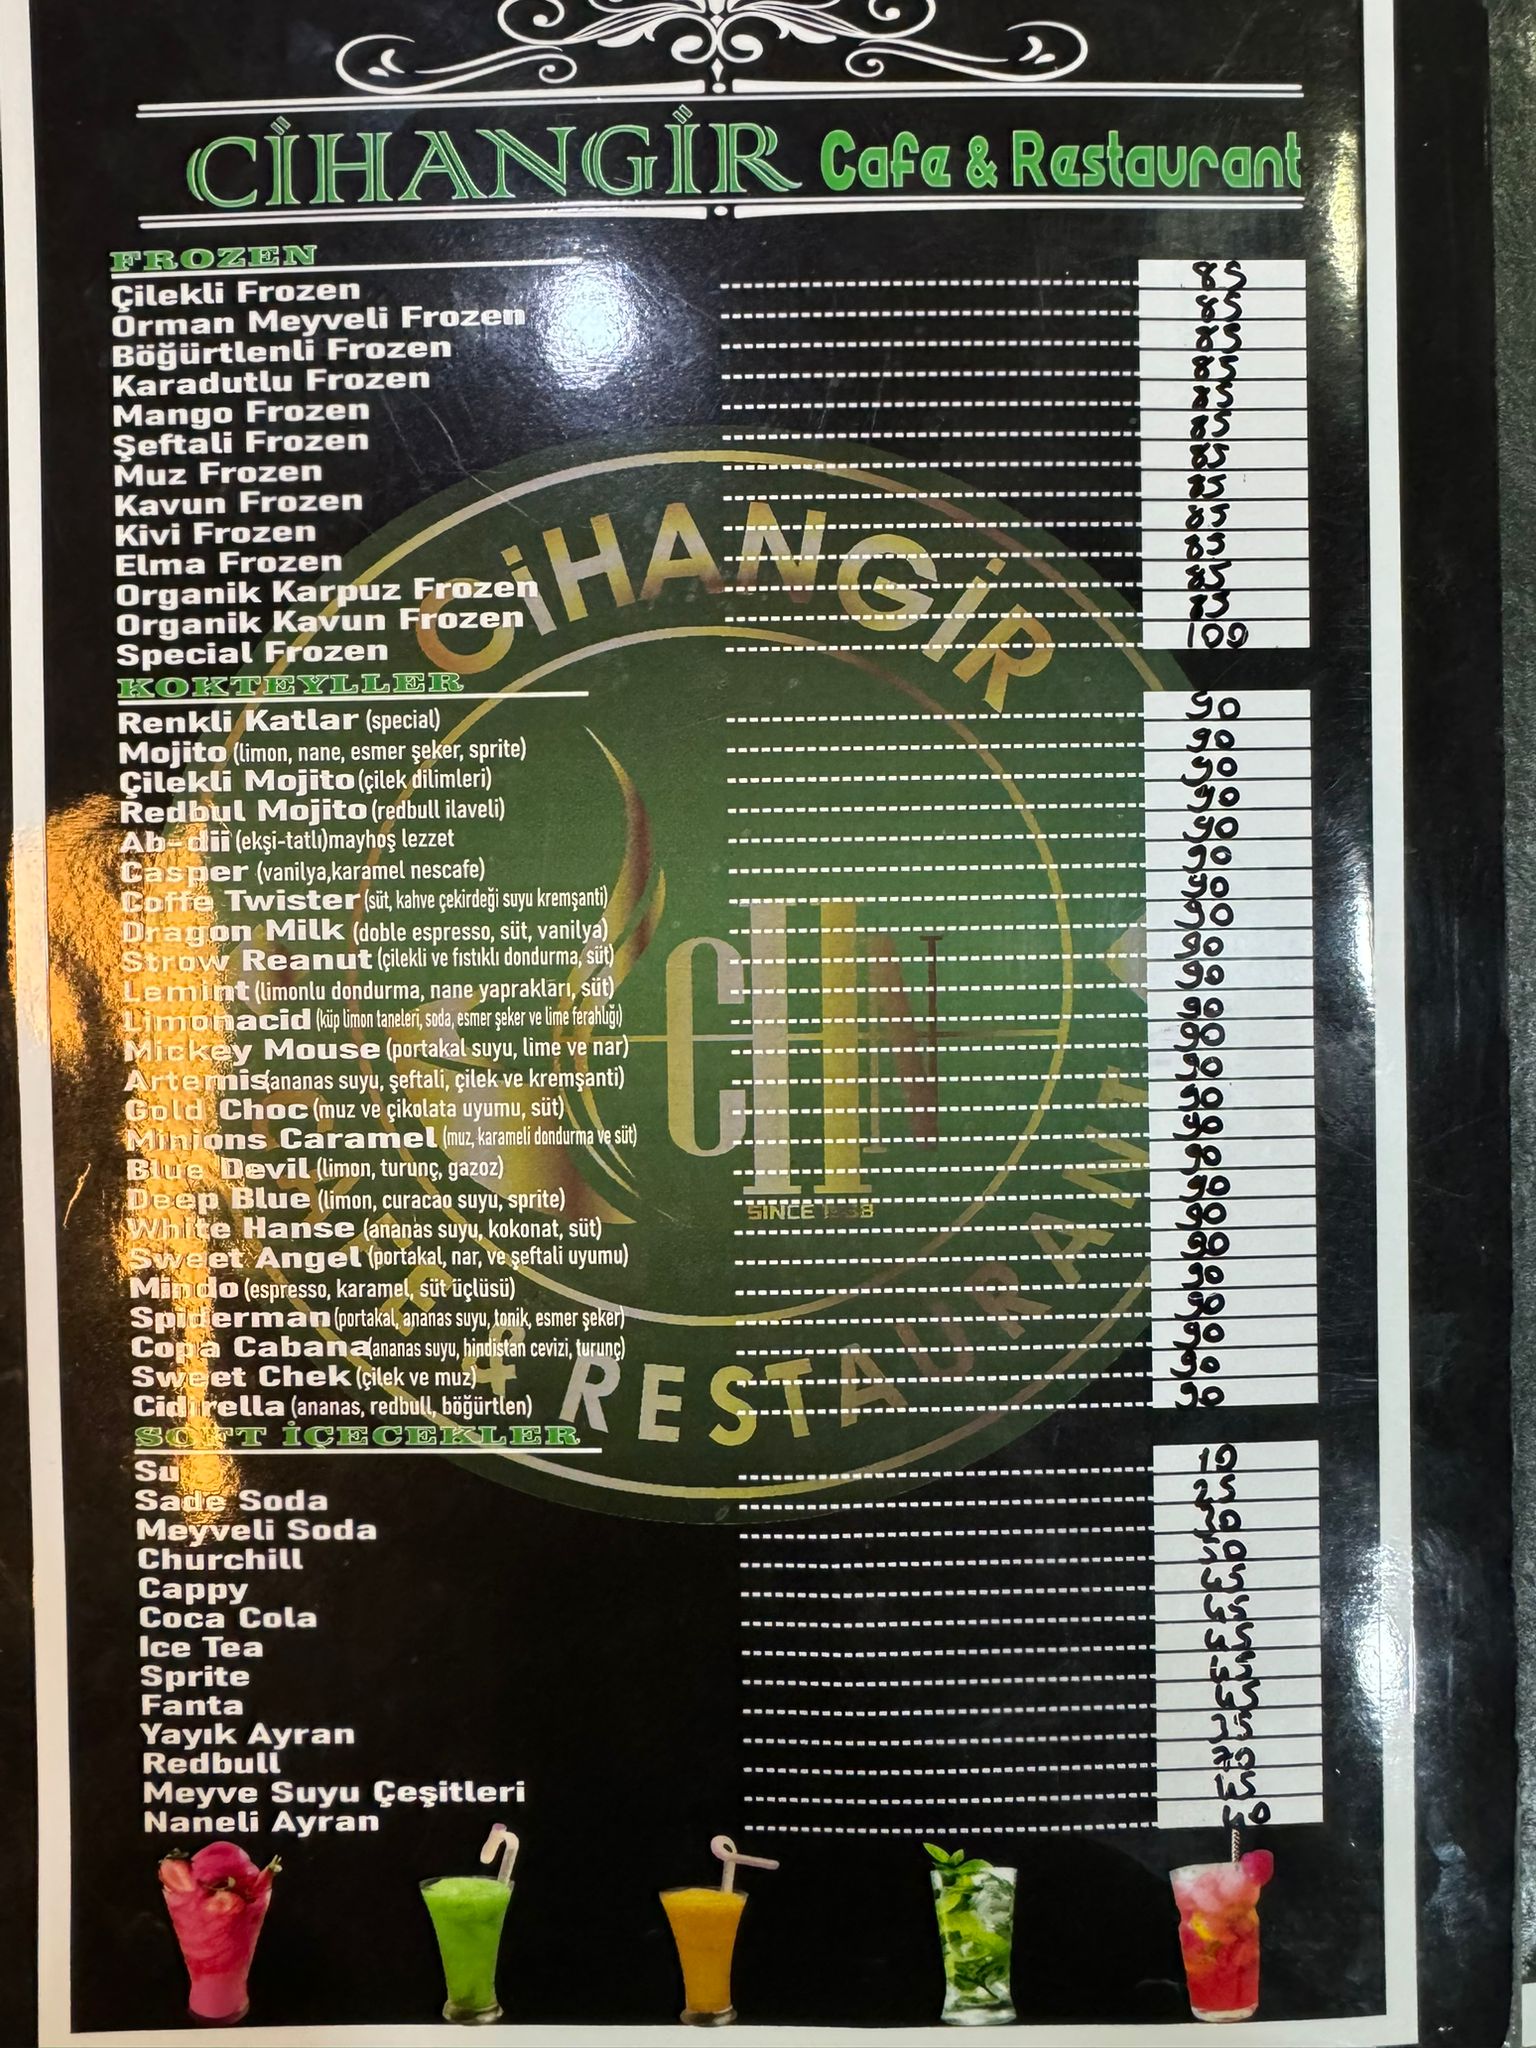 CİHANGİR Cafe & Restaurant
FROZEN
Çilekli Frozen 85
Orman Meyveli Frozen 85
Böğürtlenli Frozen 85
Karadutlu Frozen 85
Mango Frozen 85
Şeftali Frozen 85
Muz Frozen 85
Kavun Frozen 85
Kivi Frozen 85
Elma Frozen 85
Organik Karpuz Frozen 85
Organik Kavun Frozen 85
Special Frozen 100
KOKTEYLLER
Renkli Katlar (special) 90
Mojito (limon, nane, esmer şeker, sprite) 90
Çilekli Mojito (çilek dilimleri) 90
Redbul Mojito (redbull ilaveli) 90
Ab-dii (ekşi-tatlı)mayhoş lezzet 90
Casper (vanilya,karamel nescafe) 90
Coffe Twister (süt, kahve çekirdeği suyu kremşanti) 90
Dragon Milk (doble espresso, süt, vanilya) 90
Strow Reanut (çilekli ve fıstıklı dondurma, süt) 90
Lemint (limonlu dondurma, nane yaprakları, süt) 90
Limonacid (küp limon taneleri, soda, esmer şeker ve lime ferahlığı) 90
Mickey Mouse (portakal suyu, lime ve nar) 90
Artemis(ananas suyu, şeftali, çilek ve kremşanti) 90
Gold Choc (muz ve çikolata uyumu, süt) 90
Minions Caramel (muz, karameli dondurma ve süt) 90
Blue Devil (limon, turunç, gazoz) 90
Deep Blue (limon, curacao suyu, sprite) 90
White Hanse (ananas suyu, kokonat, süt) 90
Sweet Angel (portakal, nar, ve şeftali uyumu) 90
Mindo (espresso, karamel, süt üçlüsü) 90
Spiderman (portakal, ananas suyu, tonik, esmer şeker) 90
Copa Cabana(ananas suyu, hindistan cevizi, turunç) 90
Sweet Chek (çilek ve muz) 90
Cidirella (ananas, redbull, böğürtlen) 90
SOFT İÇECEKLER
Su 10
Sade Soda 25
Meyveli Soda
Churchill
Cappy 35
Coca Cola 35
Ice Tea 35
Sprite 35
Fanta 35
Yayık Ayran
Redbull
Meyve Suyu Çeşitleri
Naneli Ayran
CİHANGİR
CHN
SINCE
CAFE & RESTAURANT